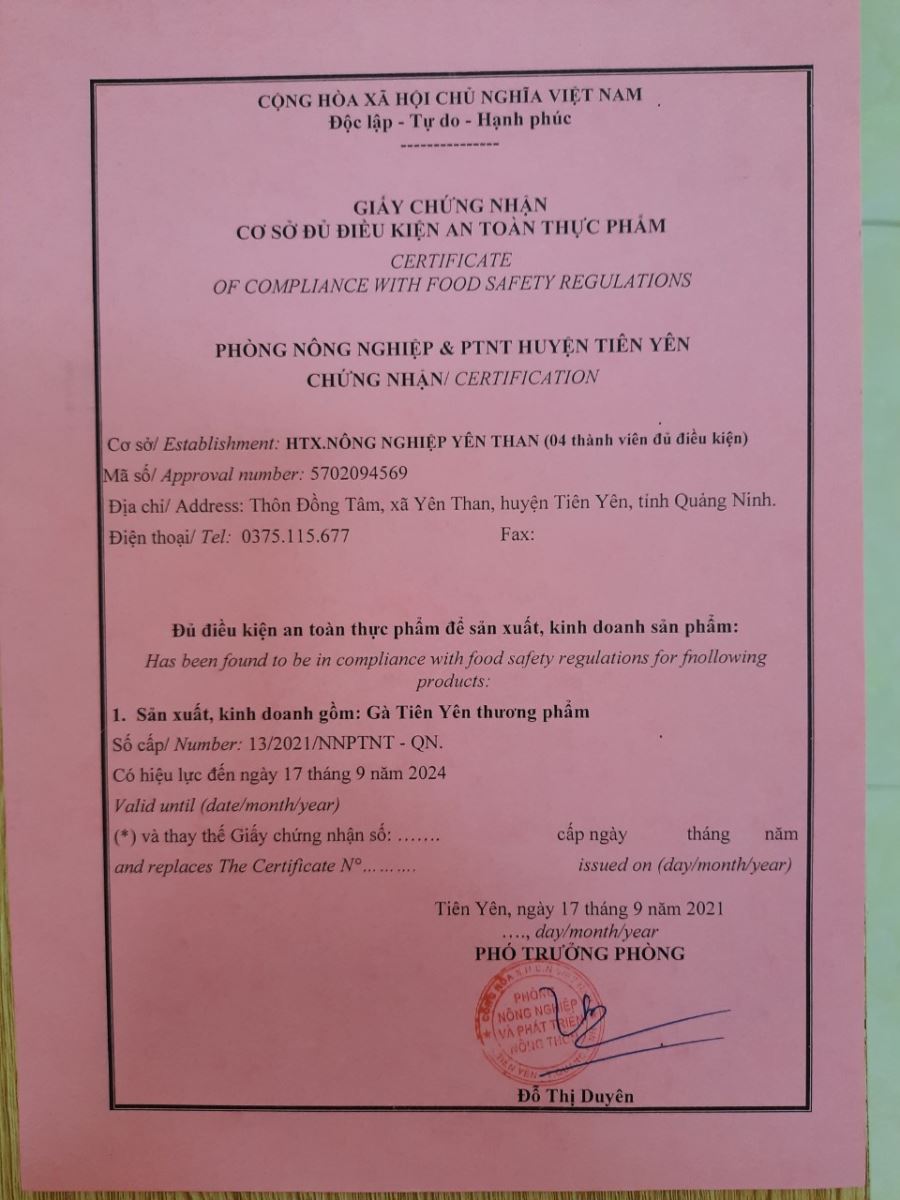 CỘNG HÒA XÃ HỘI CHỦ NGHĨA VIỆT NAM
Độc lập - Tự do - Hạnh phúc
---------------
GIẤY CHỨNG NHẬN
CƠ SỞ ĐỦ ĐIỀU KIỆN AN TOÀN THỰC PHẨM
CERTIFICATE
OF COMPLIANCE WITH FOOD SAFETY REGULATIONS
PHÒNG NÔNG NGHIỆP & PTNT HUYỆN TIÊN YÊN
CHỨNG NHẬN/ CERTIFICATION
Cơ sở/ Establishment: HTX.NÔNG NGHIỆP YÊN THAN (04 thành viên đủ điều kiện)
Mã số/ Approval number: 5702094569
Địa chỉ/ Address: Thôn Đồng Tâm, xã Yên Than, huyện Tiên Yên, tỉnh Quảng Ninh.
Điện thoại/ Tel: 0375.115.677 Fax:
Đủ điều kiện an toàn thực phẩm để sản xuất, kinh doanh sản phẩm:
Has been found to be in compliance with food safety regulations for fnollowing
products:
1. Sản xuất, kinh doanh gồm: Gà Tiên Yên thương phẩm
Số cấp/ Number: 13/2021/NNPTNT - QN.
Có hiệu lực đến ngày 17 tháng 9 năm 2024
Valid until (date/month/year)
(*) và thay thế Giấy chứng nhận số: ....... cấp ngày tháng năm
and replaces The Certificate N°.......... issued on (day/month/year)
Tiên Yên, ngày 17 tháng 9 năm 2021
...., day/month/year
PHÓ TRƯỞNG PHÒNG
PHÒNG
NÔNG NGHIỆP
VÀ PHÁT TRIỂN
NÔNG THÔN
Đỗ Thị Duyên